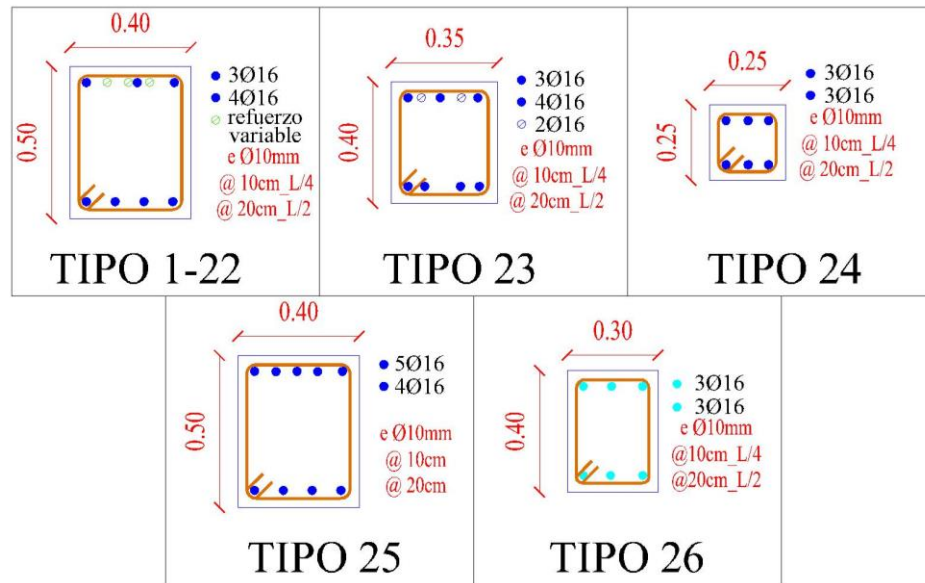 0.40
0.50
3Ø16
4Ø16
refuerzo
variable
e Ø10mm
@ 10cm_L/4
@ 20cm_L/2
TIPO 1-22
0.35
0.40
3Ø16
4Ø16
2Ø16
e Ø10mm
@ 10cm_L/4
@ 20cm_L/2
TIPO 23
0.25
0.25
3Ø16
3Ø16
e Ø10mm
@ 10cm_L/4
@ 20cm_L/2
TIPO 24
0.40
0.50
5Ø16
4Ø16
e Ø10mm
@ 10cm
@ 20cm
TIPO 25
0.30
0.40
3Ø16
3Ø16
e Ø10mm
@10cm_L/4
@20cm_L/2
TIPO 26